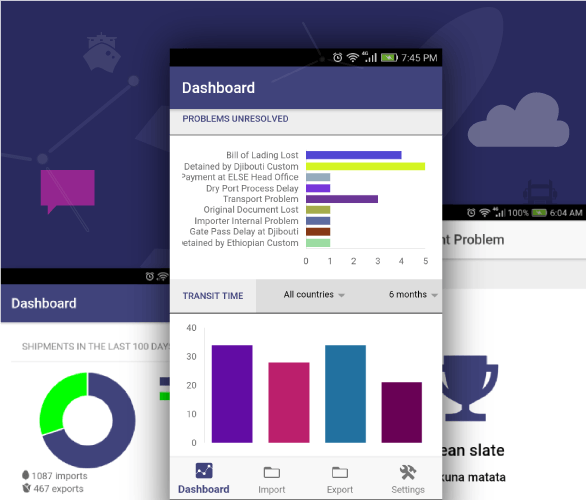 7:45 PM
Dashboard
PROBLEMS UNRESOLVED
Bill of Lading Lost
Detained by Djibouti Custom
Payment at ELSE Head Office
Dry Port Process Delay
Transport Problem
Original Document Lost
Importer Internal Problem
Gate Pass Delay at Djibouti
etained by Ethiopian Custom
0 1 2 3 4 5
TRANSIT TIME All countries 6 months
40
30
20
10
0
Dashboard Import Export Settings
Dashboard
SHIPMENTS IN THE LAST 100 DAY
1087 imports
467 exports
4G 100% 6:04 AM
nt Problem
ean slate
kuna matata